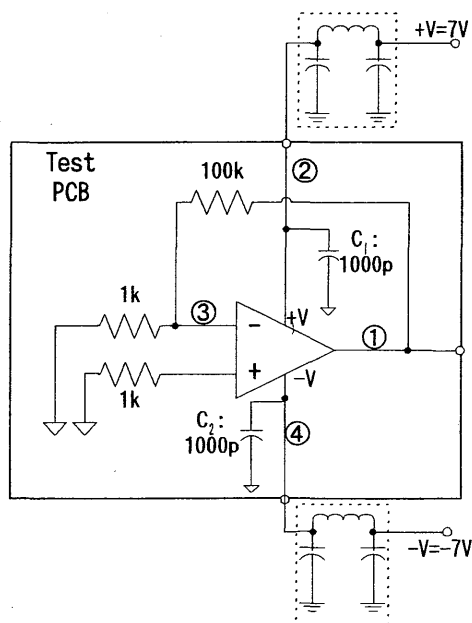 +V=7V
Test
PCB
100k
②
C₁:
1000p
1k
③
−
+V
①
+
−V
1k
C₂:
1000p
④
−V=−7V